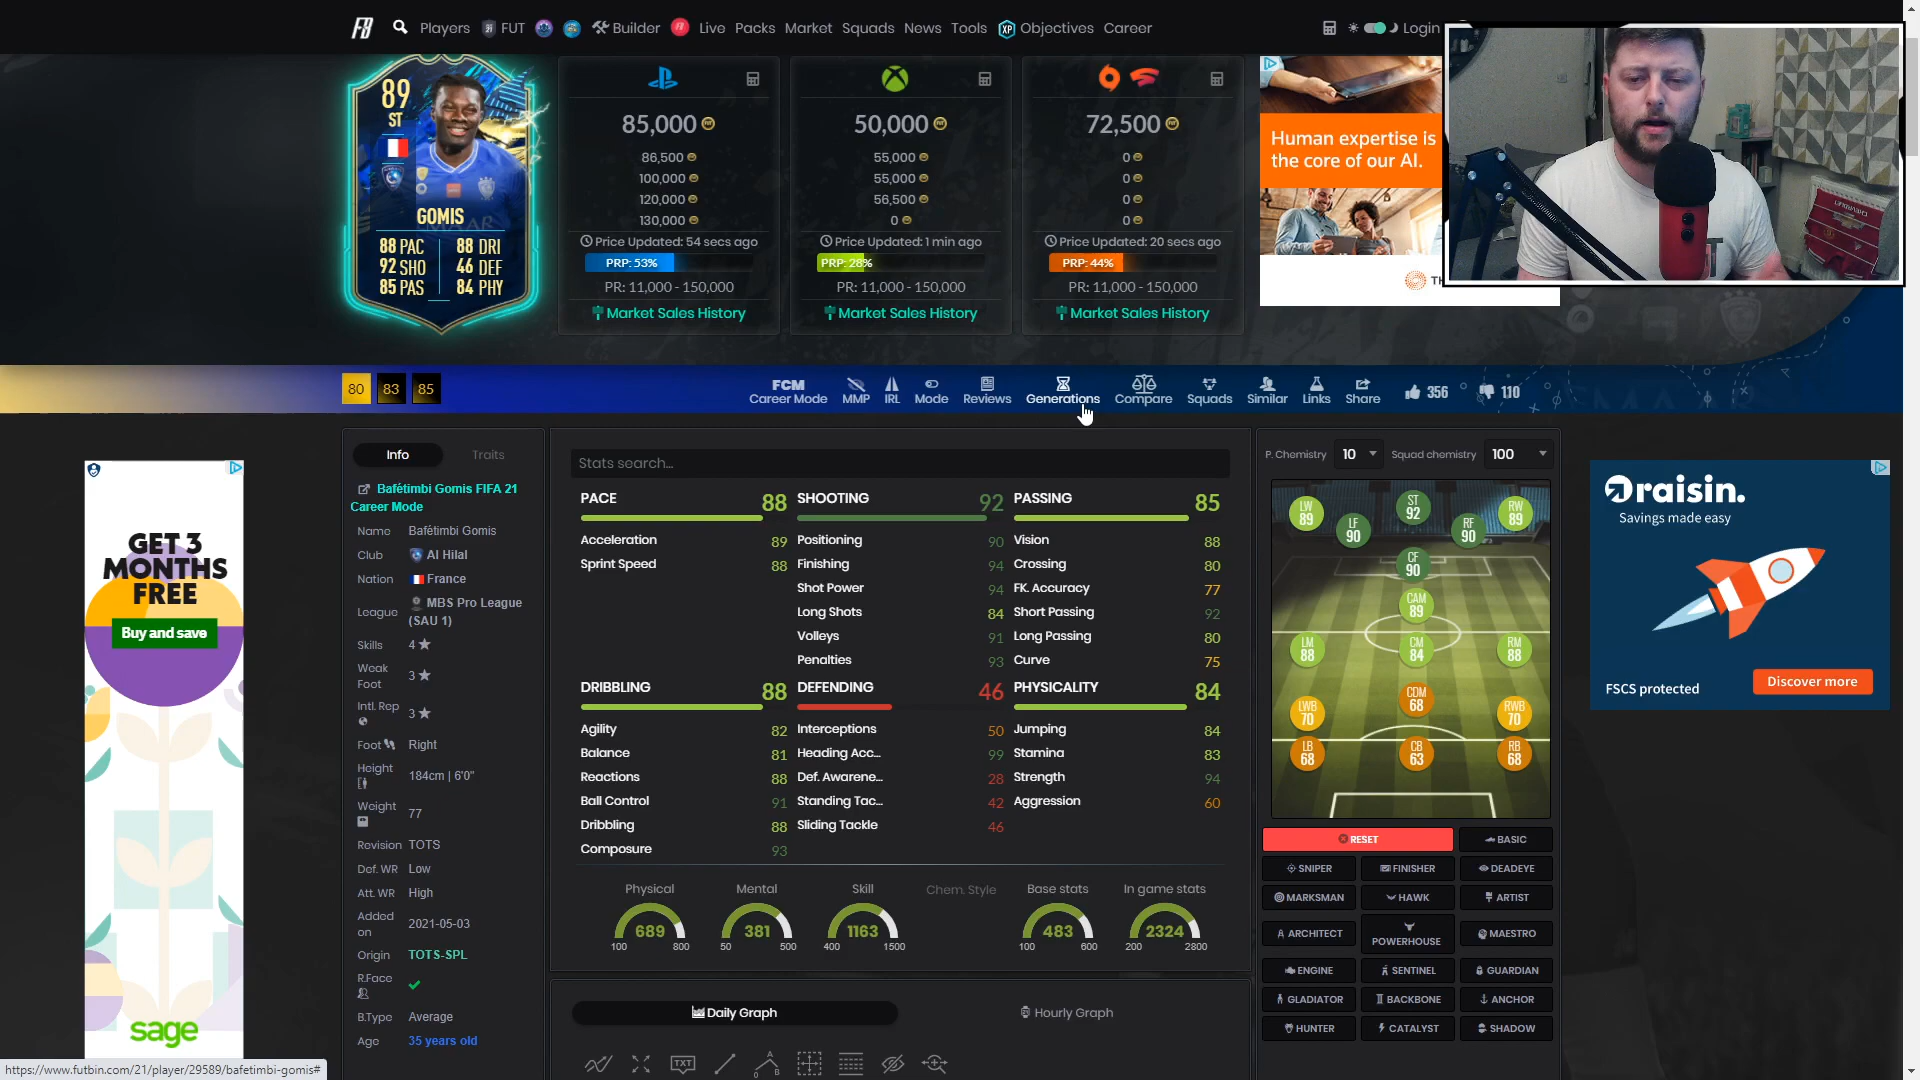 Players FUT Builder Live Packs Market Squads News Tools XP Objectives Career Login
89
ST
GOMIS
88 PAC 88 DRI
92 SHO 46 DEF
85 PAS 84 PHY
85,000
86,500
100,000
120,000
130,000
Price Updated: 54 secs ago
PRP: 53%
PR: 11,000 - 150,000
Market Sales History
50,000
55,000
55,000
56,500
0
Price Updated: 1 min ago
PRP: 28%
PR: 11,000 - 150,000
Market Sales History
72,500
0
0
0
0
Price Updated: 20 secs ago
PRP: 44%
PR: 11,000 - 150,000
Market Sales History
Human expertise is
the core of our AI.
80 83 85
FCM
Career Mode MMP IRL Mode Reviews Generations Compare Squads Similar Links Share 356 110
GET 3
MONTHS
FREE
Buy and save
sage
Info Traits
Bafétimbi Gomis FIFA 21
Career Mode
Name Bafétimbi Gomis
Club Al Hilal
Nation France
League MBS Pro League
(SAU 1)
Skills 4
Weak
Foot 3
Intl. Rep 3
Foot Right
Height 184cm | 6'0"
Weight 77
Revision TOTS
Def. WR Low
Att. WR High
Added
on 2021-05-03
Origin TOTS-SPL
R.Face
B.Type Average
Age 35 years old
Stats search...
PACE 88
Acceleration 89
Sprint Speed 88
SHOOTING 92
Positioning 90
Finishing 94
Shot Power 94
Long Shots 84
Volleys 91
Penalties 93
PASSING 85
Vision 88
Crossing 80
FK. Accuracy 77
Short Passing 92
Long Passing 80
Curve 75
DRIBBLING 88
Agility 82
Balance 81
Reactions 88
Ball Control 91
Dribbling 88
Composure 93
DEFENDING 46
Interceptions 50
Heading Acc... 99
Def. Awarene... 28
Standing Tac... 42
Sliding Tackle 46
PHYSICALITY 84
Jumping 84
Stamina 83
Strength 94
Aggression 60
Physical Mental Skill Chem. Style Base stats In game stats
689 381 1163 483 2324
100 800 50 500 400 1500 100 600 200 2800
Daily Graph Hourly Graph
TXT
P. Chemistry 10 Squad chemistry 100
LW
89
ST
92
RW
89
LF
90
RF
90
CF
90
CAM
89
LM
88
CM
84
RM
88
CDM
68
LWB
70
RWB
70
LB
68
CB
63
RB
68
RESET BASIC
SNIPER FINISHER DEADEYE
MARKSMAN HAWK ARTIST
ARCHITECT POWERHOUSE MAESTRO
ENGINE SENTINEL GUARDIAN
GLADIATOR BACKBONE ANCHOR
HUNTER CATALYST SHADOW
raisin.
Savings made easy
FSCS protected
Discover more
https://www.futbin.com/21/player/29589/bafetimbi-gomis#